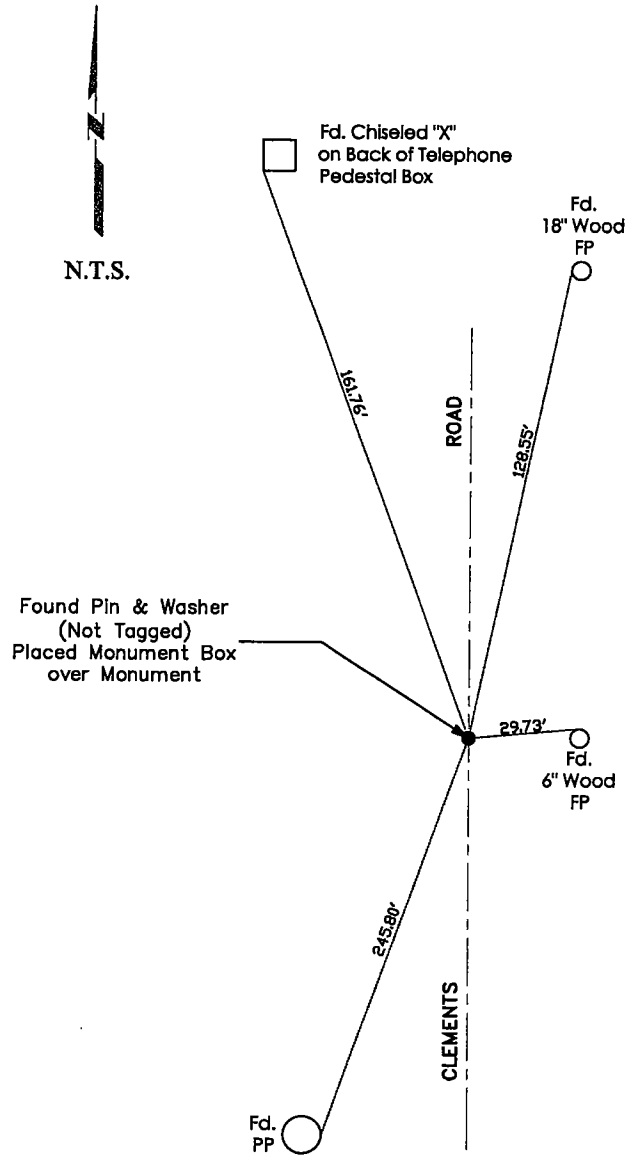 N
N.T.S.
Fd. Chiseled "X"
on Back of Telephone
Pedestal Box
Fd.
18" Wood
FP
161.76'
ROAD
128.55'
Found Pin & Washer
(Not Tagged)
Placed Monument Box
over Monument
29.73'
Fd.
6" Wood
FP
245.80'
CLEMENTS
Fd.
PP